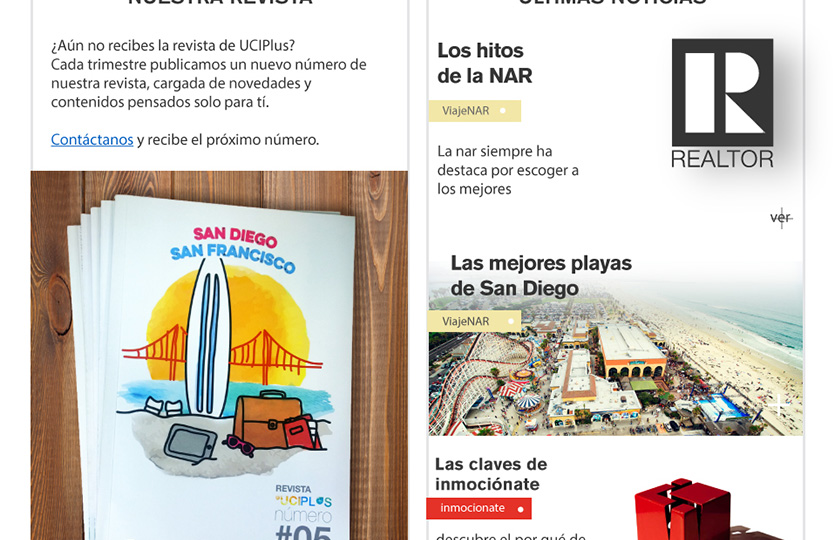 NUESTRA REVISTA
¿Aún no recibes la revista de UCIPlus?
Cada trimestre publicamos un nuevo número de
nuestra revista, cargada de novedades y
contenidos pensados solo para tí.
Contáctanos y recibe el próximo número.
SAN DIEGO
SAN FRANCISCO
REVISTA
UCIPLUS
número
#05
ÚLTIMAS NOTICIAS
Los hitos
de la NAR
ViajeNAR
La nar siempre ha
destaca por escoger a
los mejores
R
REALTOR
ver
Las mejores playas
de San Diego
ViajeNAR
Las claves de
inmociónate
inmocionate
descubre el por qué de